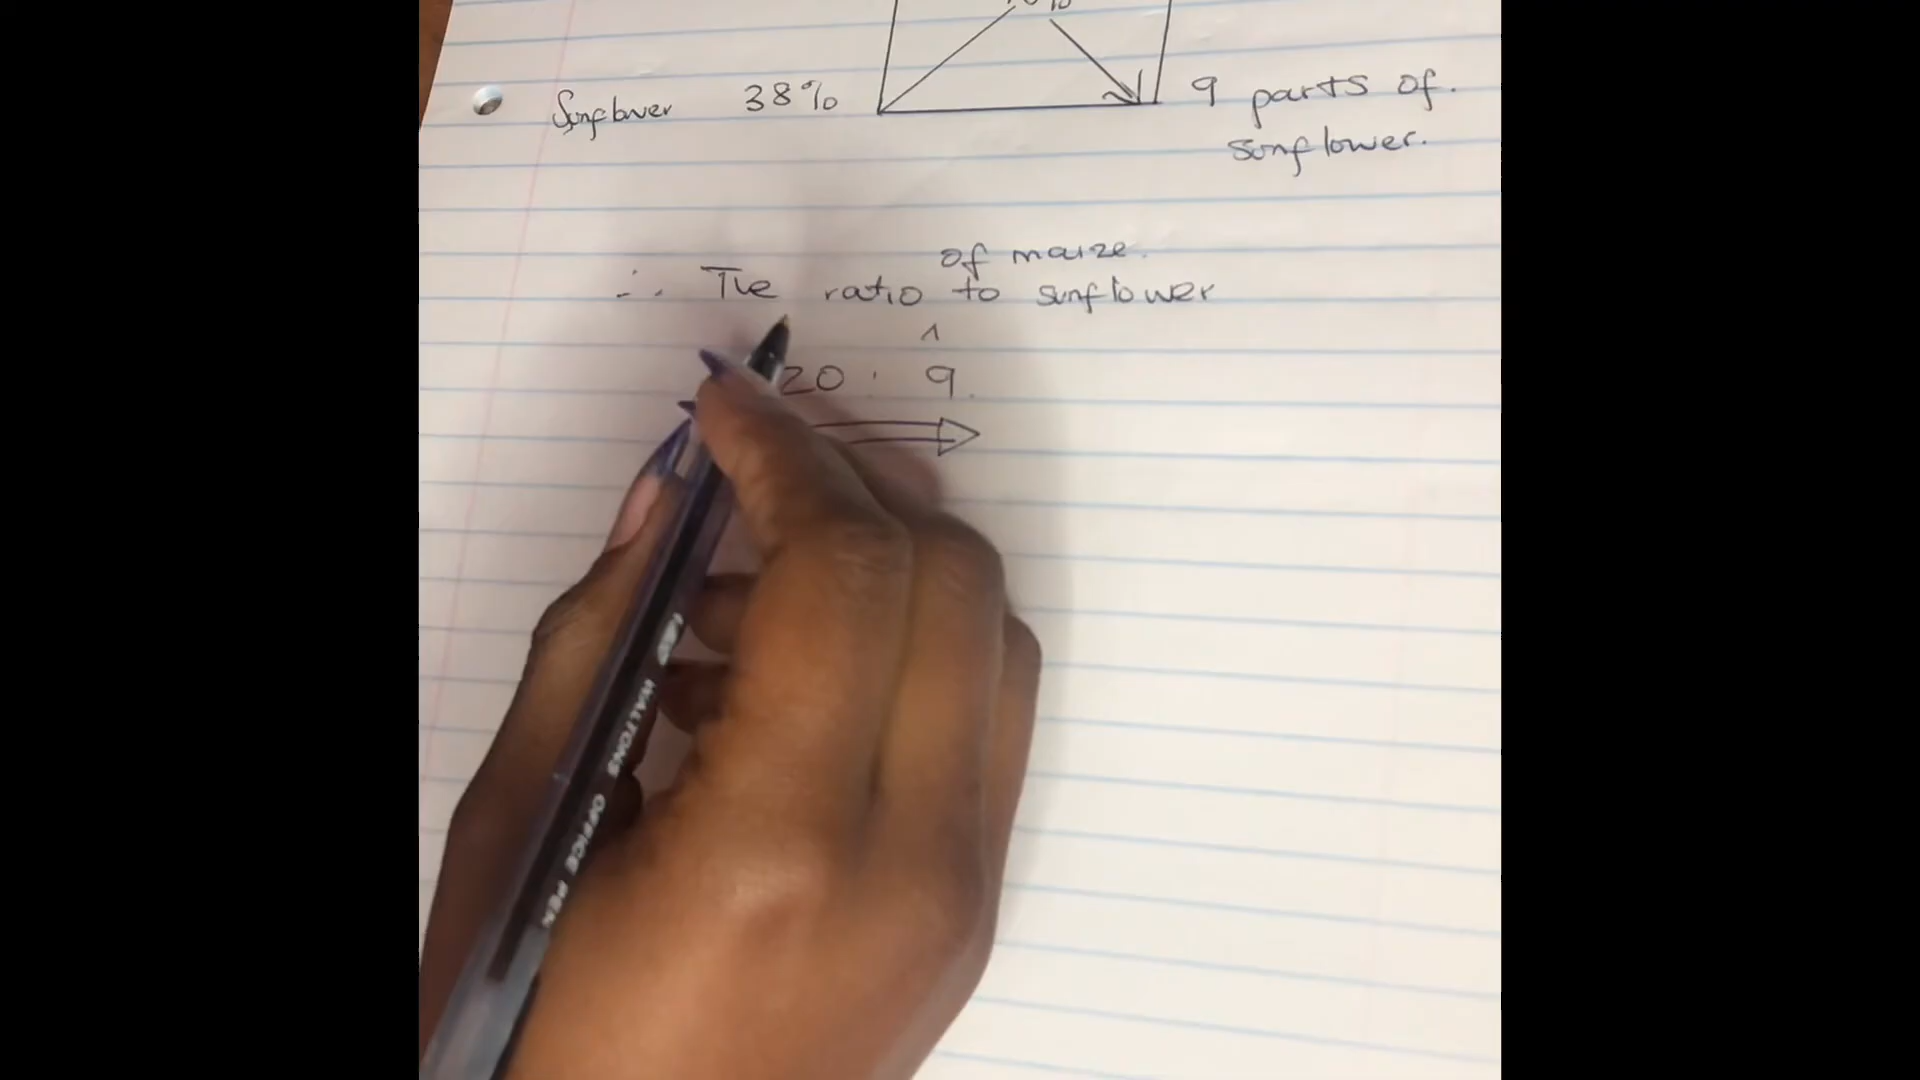 Sunflower 38% 9 parts of.
sunflower.
of maize.
∴ The ratio to sunflower
^
20 : 9.
WALTONS OFFICE PEN